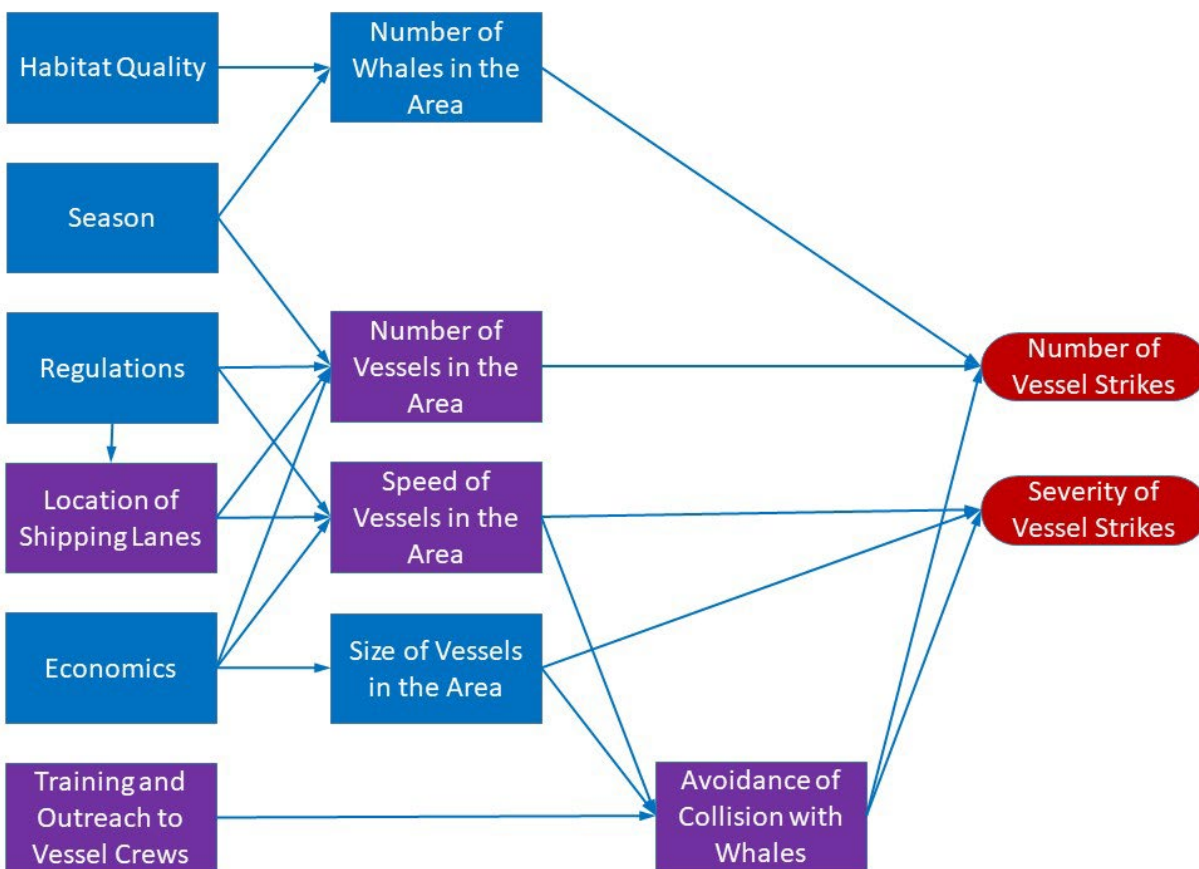 Habitat Quality
Number of
Whales in the
Area
Season
Regulations
Number of
Vessels in the
Area
Number of
Vessel Strikes
Location of
Shipping Lanes
Speed of
Vessels in the
Area
Severity of
Vessel Strikes
Economics
Size of Vessels
in the Area
Training and
Outreach to
Vessel Crews
Avoidance of
Collision with
Whales